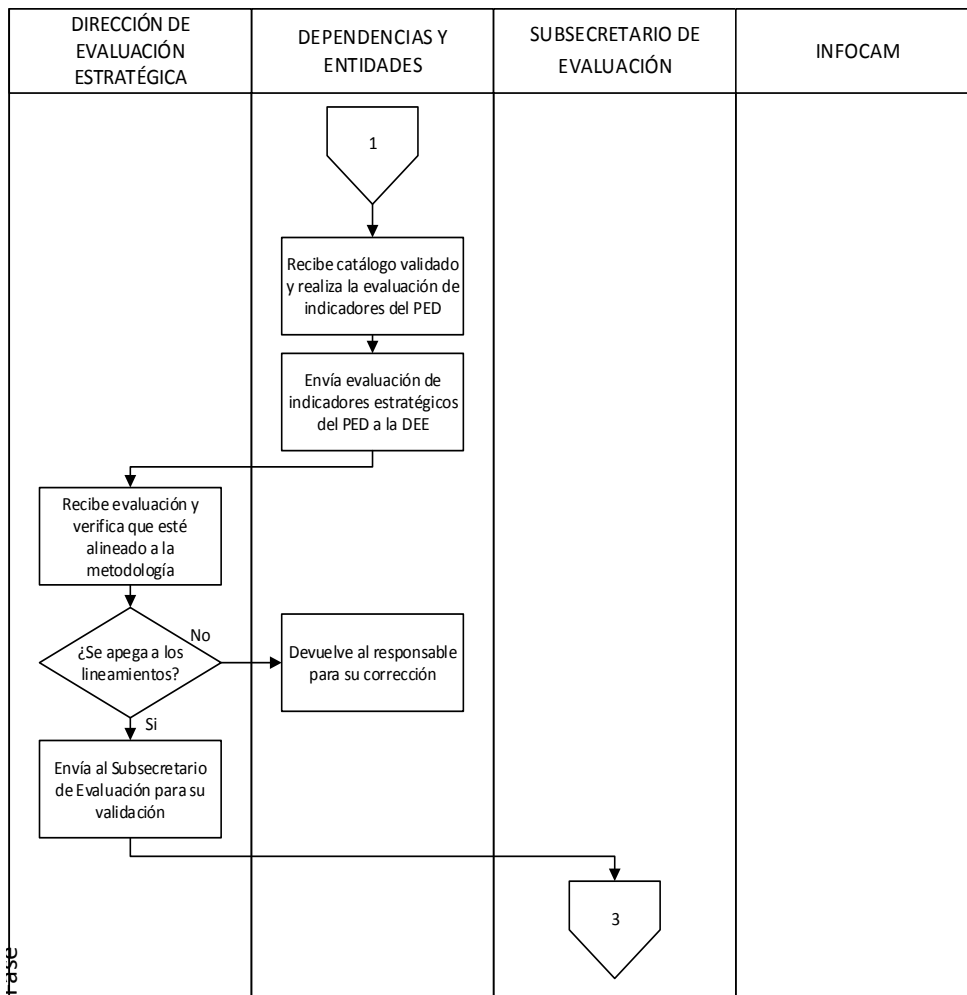 DIRECCIÓN DE
EVALUACIÓN
ESTRATÉGICA
DEPENDENCIAS Y
ENTIDADES
SUBSECRETARIO DE
EVALUACIÓN
INFOCAM
1
Recibe catálogo validado
y realiza la evaluación de
indicadores del PED
Envía evaluación de
indicadores estratégicos
del PED a la DEE
Recibe evaluación y
verifica que esté
alineado a la
metodología
¿Se apega a los
lineamientos?
No
Devuelve al responsable
para su corrección
Si
Envía al Subsecretario
de Evaluación para su
validación
3
Fase